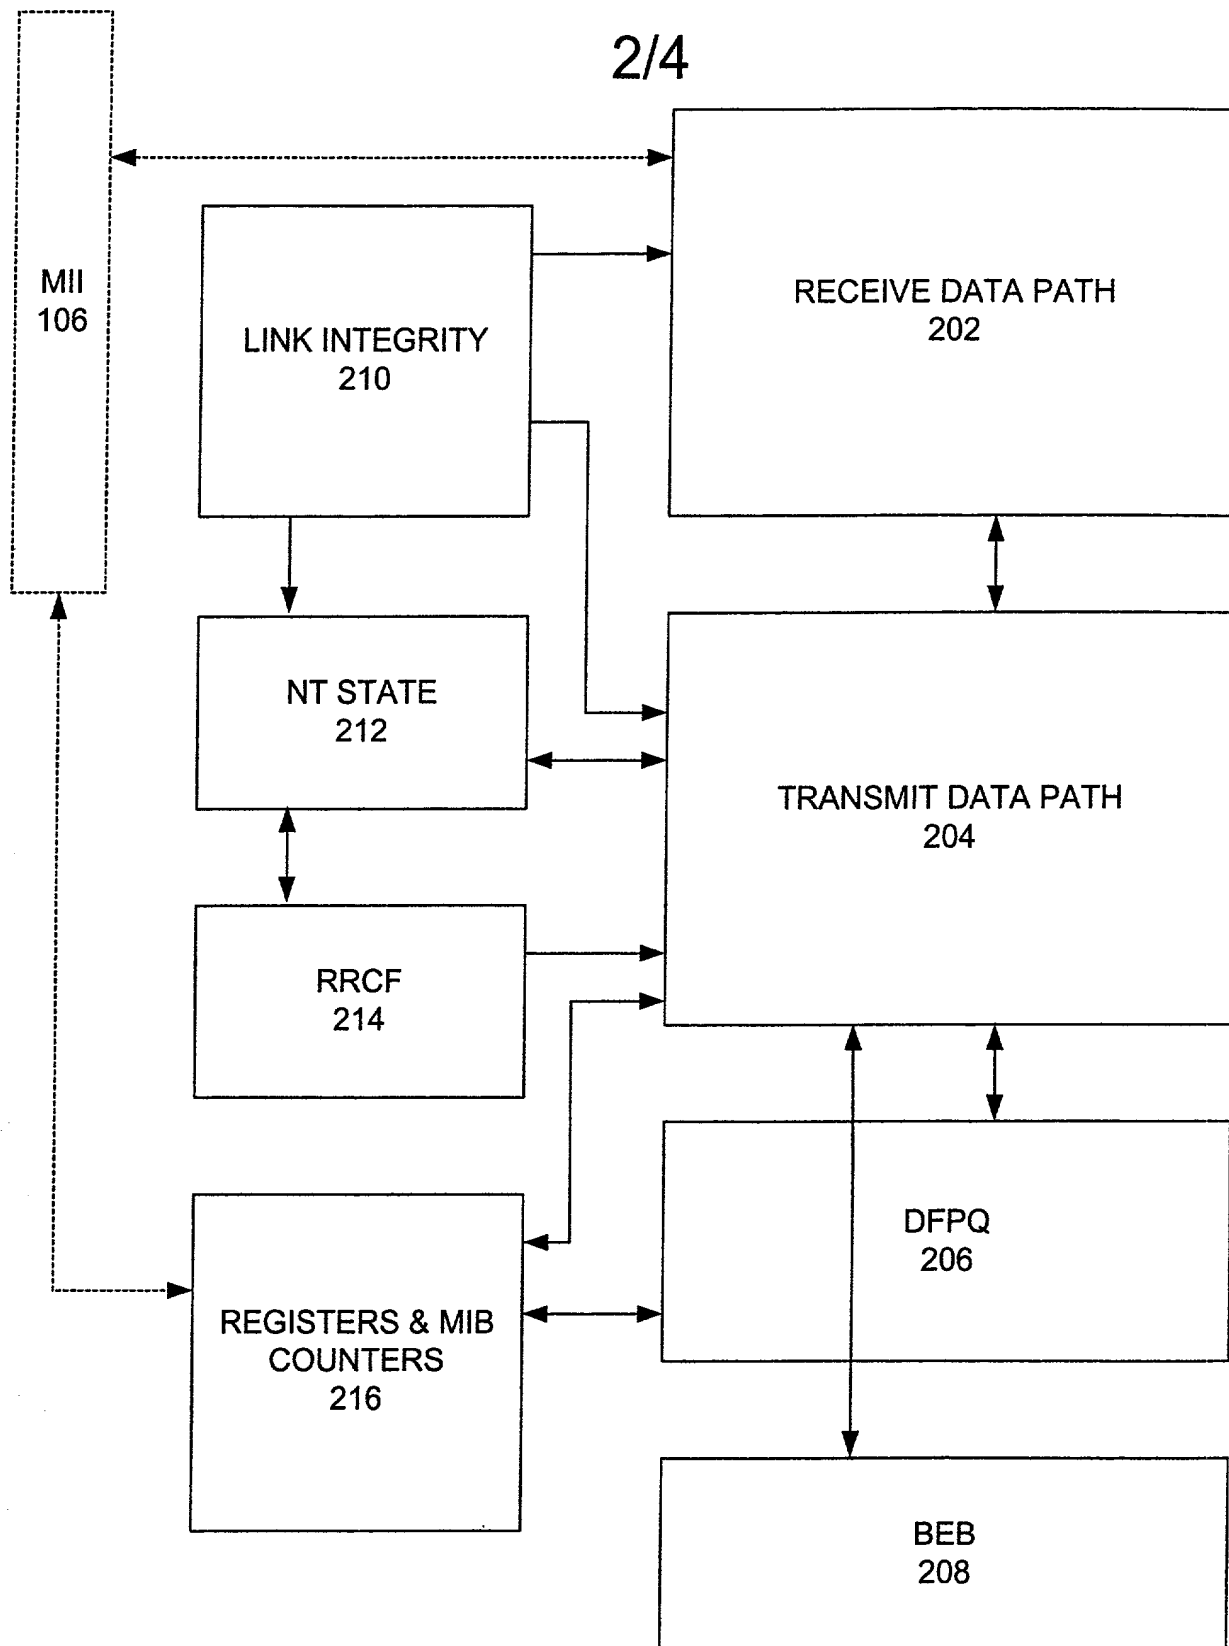 2/4
MII
106
LINK INTEGRITY
210
RECEIVE DATA PATH
202
NT STATE
212
TRANSMIT DATA PATH
204
RRCF
214
DFPQ
206
REGISTERS & MIB
COUNTERS
216
BEB
208